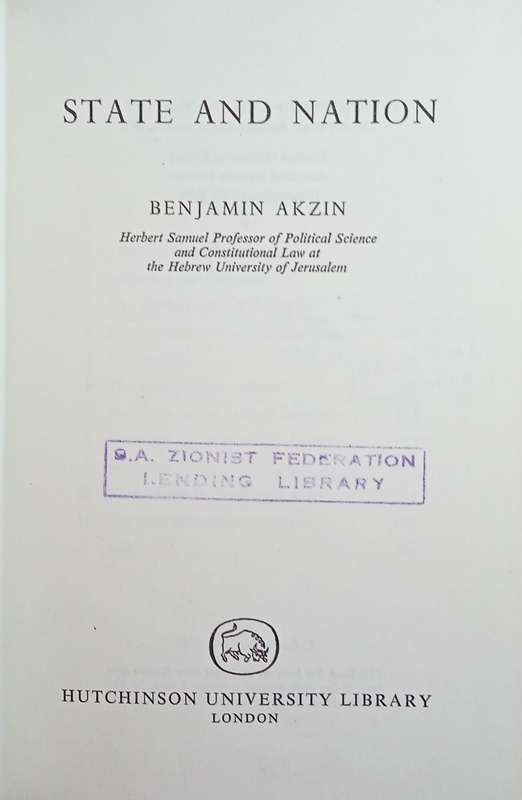 STATE AND NATION
BENJAMIN AKZIN
Herbert Samuel Professor of Political Science
and Constitutional Law at
the Hebrew University of Jerusalem
S.A. ZIONIST FEDERATION
LENDING LIBRARY
HUTCHINSON UNIVERSITY LIBRARY
LONDON